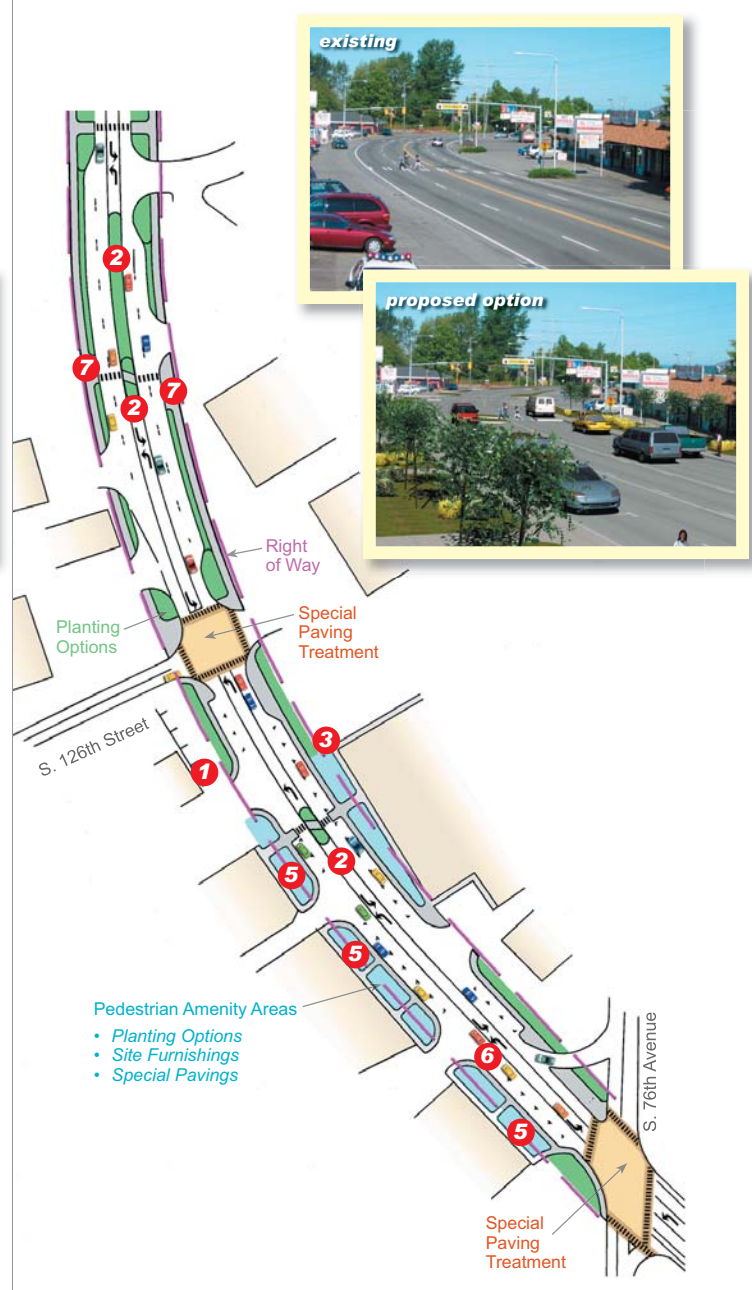 existing
proposed option
2
7
2
7
Right
of Way
Planting
Options
Special
Paving
Treatment
S. 126th Street
3
1
2
5
5
Pedestrian Amenity Areas
• Planting Options
• Site Furnishings
• Special Pavings
6
5
S. 76th Avenue
Special
Paving
Treatment